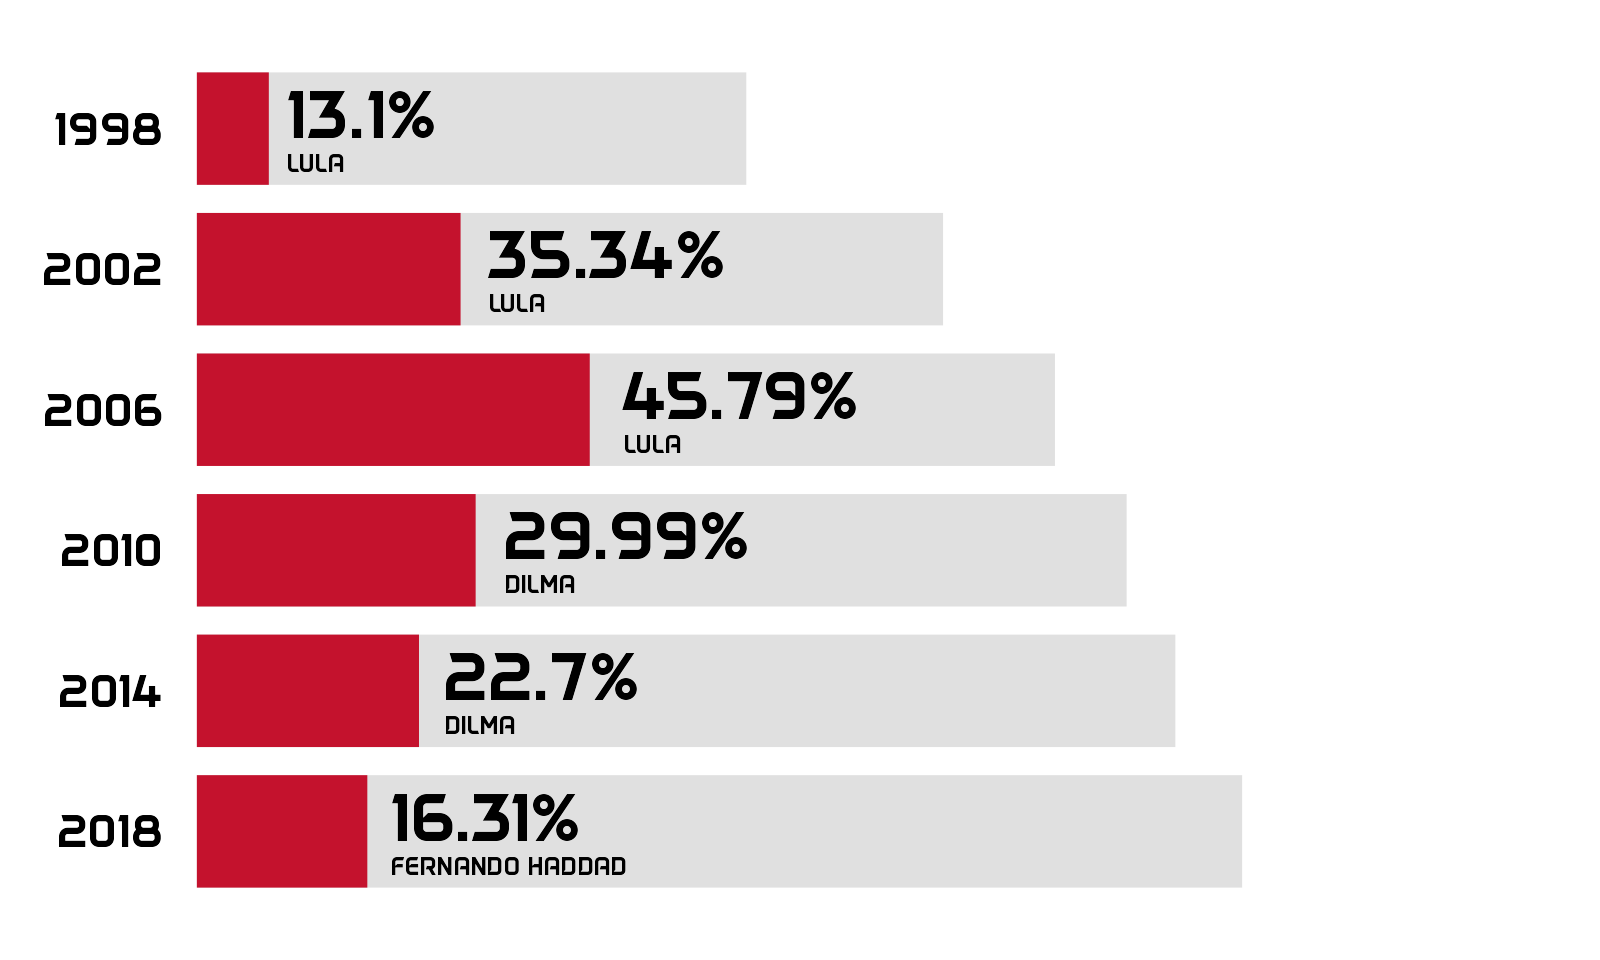 1998
13.1%
LULA
2002
35.34%
LULA
2006
45.79%
LULA
2010
29.99%
DILMA
2014
22.7%
DILMA
2018
16.31%
FERNANDO HADDAD